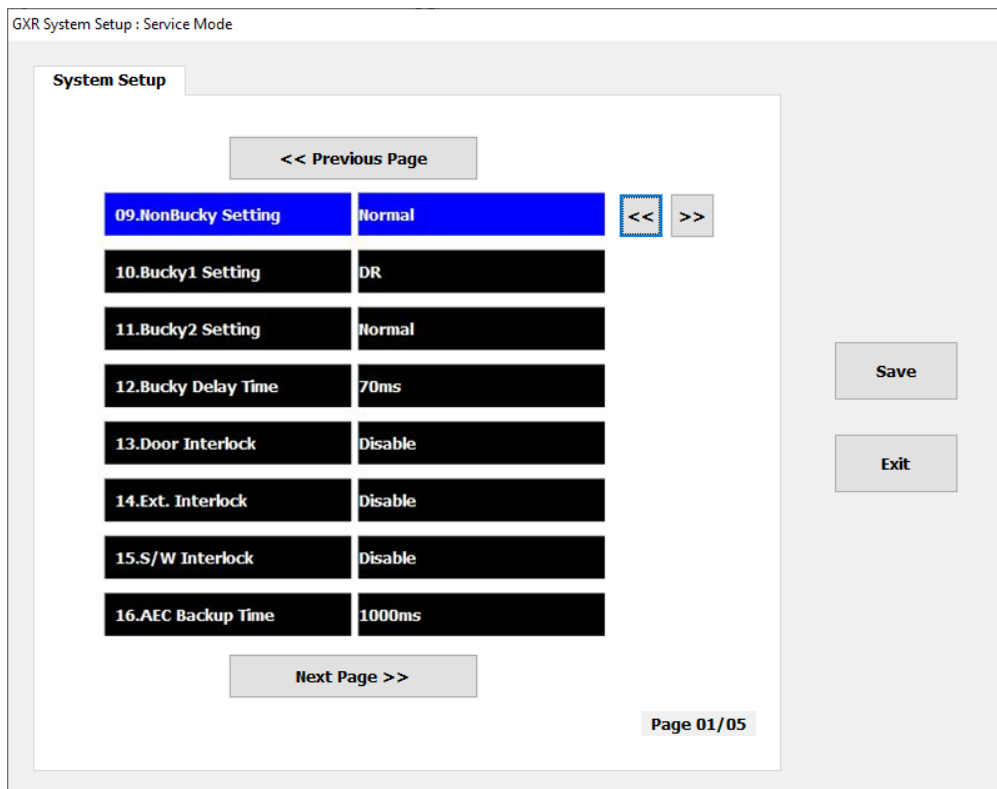 GXR System Setup : Service Mode
System Setup
<< Previous Page
09.NonBucky Setting Normal << >>
10.Bucky1 Setting DR
11.Bucky2 Setting Normal
12.Bucky Delay Time 70ms
13.Door Interlock Disable
14.Ext. Interlock Disable
15.S/W Interlock Disable
16.AEC Backup Time 1000ms
Next Page >>
Page 01/05
Save
Exit